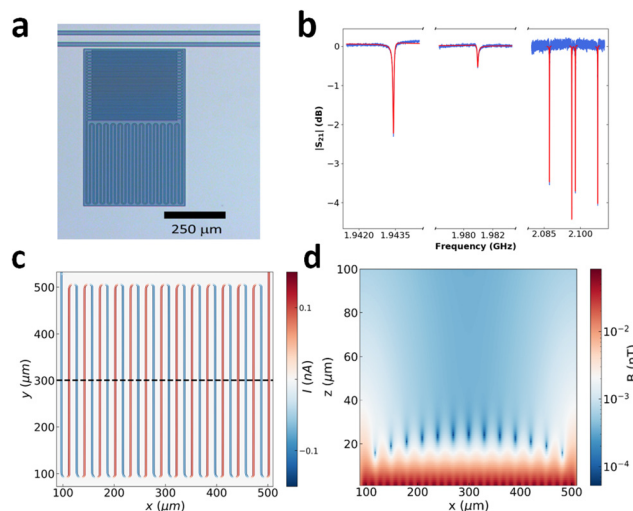 a
250 μm
b
0
−1
−2
−3
−4
|S21| (dB)
1.9420 1.9435 1.980 1.982 2.085 2.100
Frequency (GHz)
c
500
400
300
200
100
y (μm)
100 200 300 400 500
x (μm)
0.1
−0.1
I (nA)
d
100
80
60
40
20
z (μm)
100 200 300 400 500
x (μm)
10−2
10−3
10−4
B (nT)